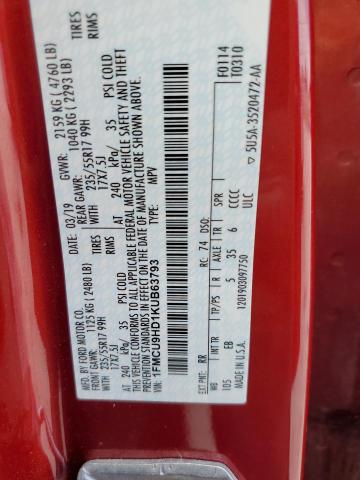 MFD. BY FORD MOTOR CO.
DATE: 03/19 GVWR: 2159 KG ( 4760 LB)
FRONT GAWR: 1125 KG (2480 LB) REAR GAWR: 1040 KG ( 2293 LB)
235/55R17 99H TIRES 235/55R17 99H TIRES
17X7.5J RIMS 17X7.5J RIMS
AT 240 kPa/ 35 PSI COLD AT 240 kPa/ 35 PSI COLD
THIS VEHICLE CONFORMS TO ALL APPLICABLE FEDERAL MOTOR VEHICLE SAFETY AND
THEFT PREVENTION STANDARDS IN EFFECT ON THE DATE OF MANUFACTURE SHOWN ABOVE.
VIN: 1FMCU9HD1KUB63793
TYPE: MPV
F0114
T0310
EXT PNT: RR RC: 74 DSO:
WB INT TR TP/PS R AXLE TR SPR
105 EB 5 35 6 CCCC
MADE IN U.S.A. 1201903097750 ULC
▽ 5U5A-3520472-AA